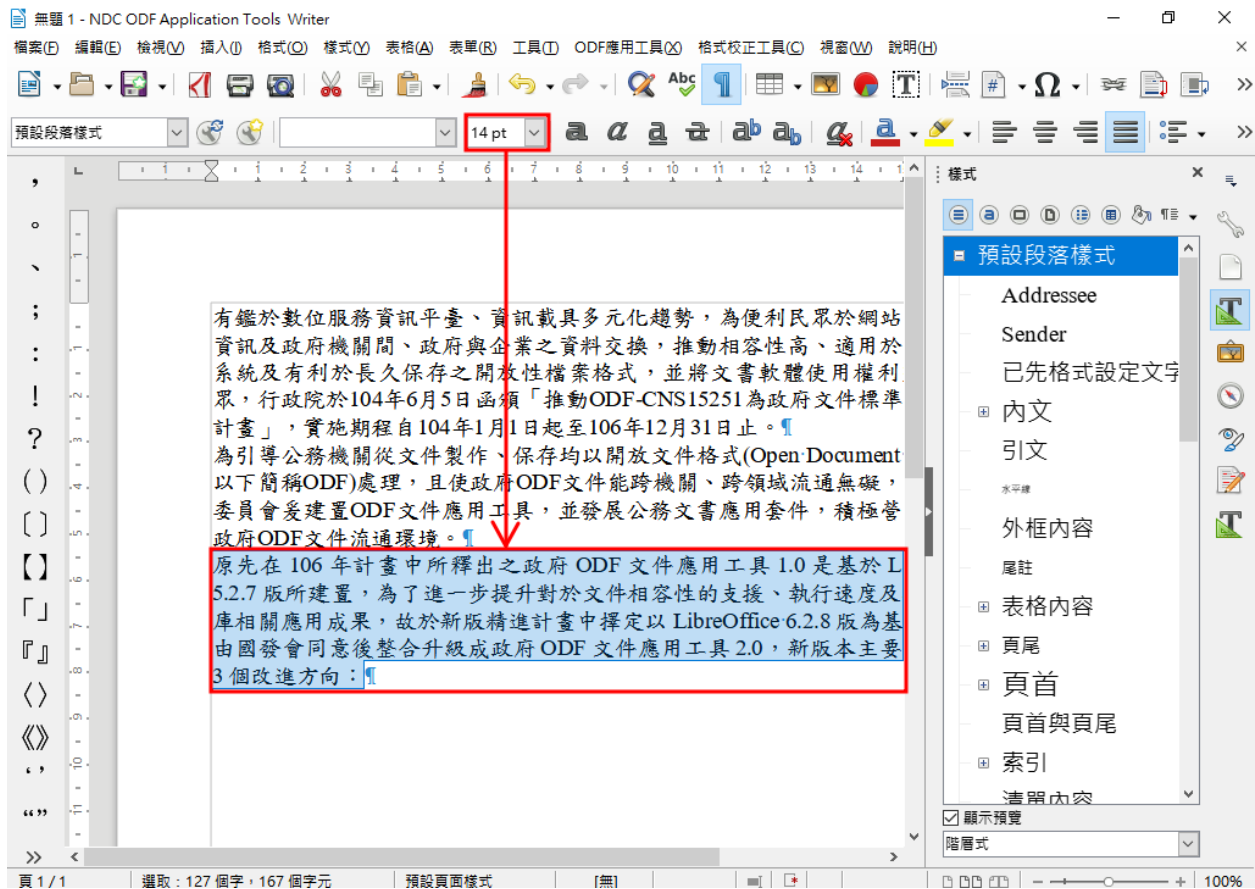 無題 1 - NDC ODF Application Tools Writer
檔案(F) 編輯(E) 檢視(V) 插入(I) 格式(O) 樣式(Y) 表格(A) 表單(R) 工具(T) ODF應用工具(X) 格式校正工具(C) 視窗(W) 說明(H)
預設段落樣式 14 pt
樣式
預設段落樣式
Addressee
Sender
已先格式設定文字
內文
引文
水平線
外框內容
尾註
表格內容
頁尾
頁首
頁首與頁尾
索引
清單內容
顯示預覽
階層式
有鑑於數位服務資訊平臺、資訊載具多元化趨勢,為便利民眾於網站
資訊及政府機關間、政府與企業之資料交換,推動相容性高、適用於
系統及有利於長久保存之開放性檔案格式,並將文書軟體使用權利
眾,行政院於104年6月5日函頒「推動ODF-CNS15251為政府文件標準
計畫」,實施期程自104年1月1日起至106年12月31日止。¶
為引導公務機關從文件製作、保存均以開放文件格式(Open·Document
以下簡稱ODF)處理,且使政府ODF文件能跨機關、跨領域流通無礙,
委員會爰建置ODF文件應用工具,並發展公務文書應用套件,積極營
政府ODF文件流通環境。¶
原先在 106 年計畫中所釋出之政府 ODF 文件應用工具 1.0 是基於 L
5.2.7 版所建置,為了進一步提升對於文件相容性的支援、執行速度及
庫相關應用成果,故於新版精進計畫中擇定以 LibreOffice·6.2.8 版為基
由國發會同意後整合升級成政府 ODF 文件應用工具 2.0,新版本主要
3 個改進方向:¶
頁 1 / 1 選取:127 個字,167 個字元 預設頁面樣式 [無] 100%